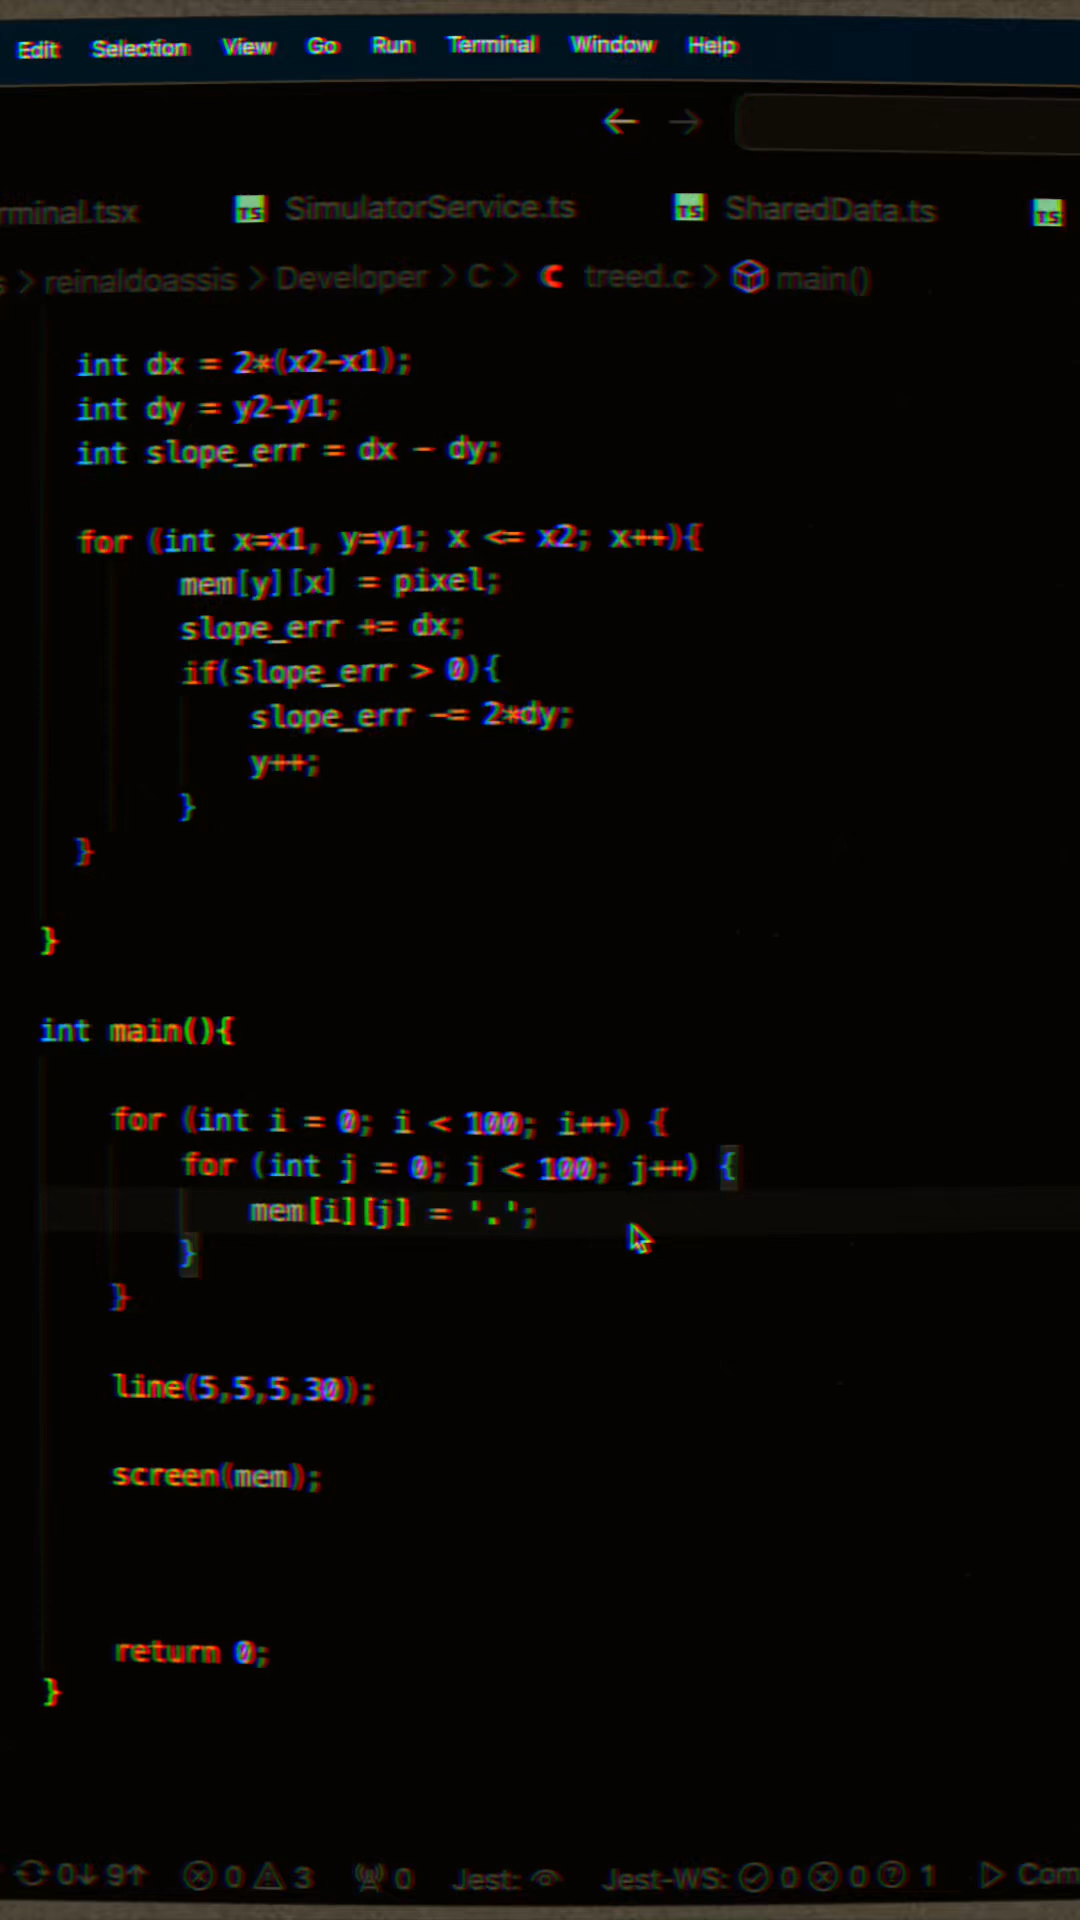 Edit Selection View Go Run Terminal Window Help
rminal.tsx TS SimulatorService.ts TS SharedData.ts TS
s > reinaldoassis > Developer > C > C treed.c > main()
int dx = 2*(x2-x1);
int dy = y2-y1;
int slope_err = dx - dy;
for (int x=x1, y=y1; x <= x2; x++){
mem[y][x] = pixel;
slope_err += dx;
if(slope_err > 0){
slope_err -= 2*dy;
y++;
}
}
}
int main(){
for (int i = 0; i < 100; i++) {
for (int j = 0; j < 100; j++) {
mem[i][j] = '.';
}
}
line(5,5,5,30);
screen(mem);
return 0;
}
0↓ 9↑ 0 3 0 Jest: Jest-WS: 0 0 1 Com